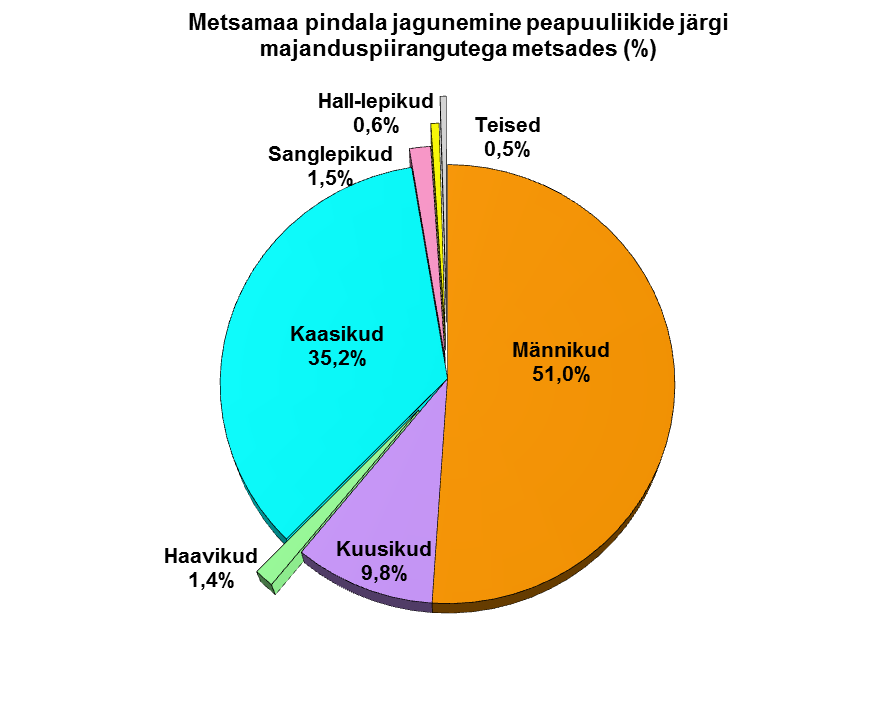 Metsamaa pindala jagunemine peapuuliikide järgi
majanduspiirangutega metsades (%)
Hall-lepikud
0,6%
Teised
0,5%
Sanglepikud
1,5%
Kaasikud
35,2%
Männikud
51,0%
Haavikud
1,4%
Kuusikud
9,8%